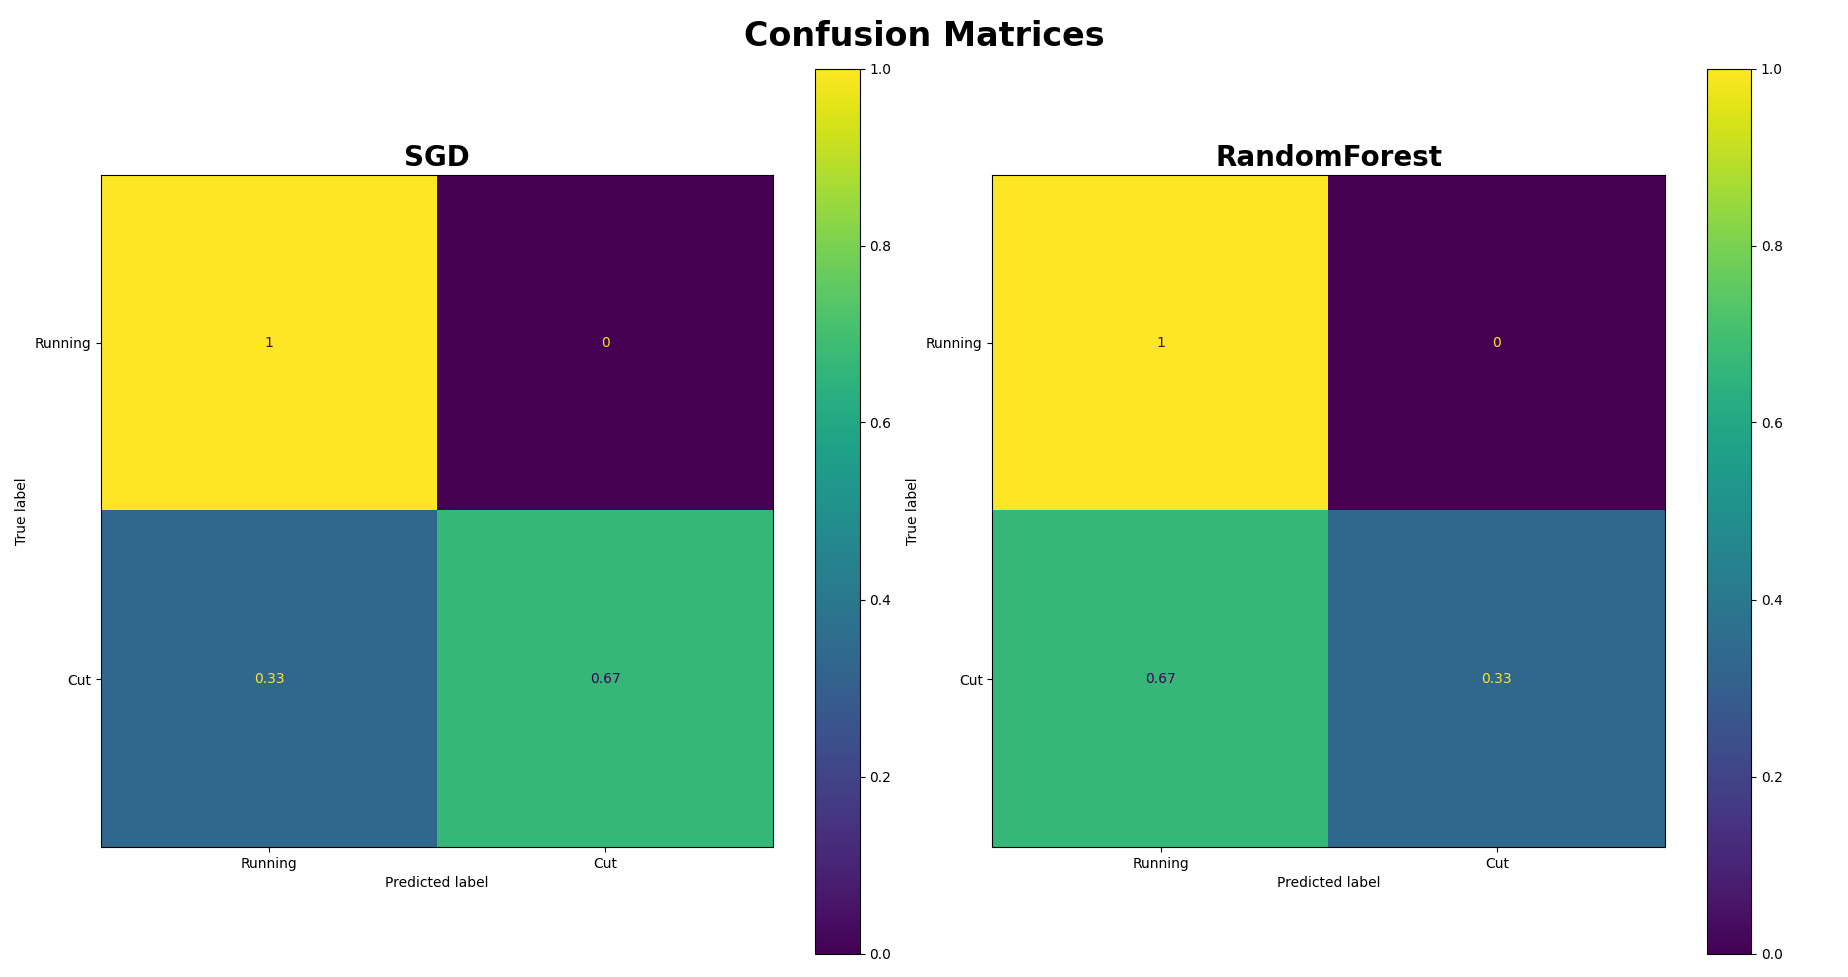 Confusion Matrices
SGD
True label
Running
Cut
1
0
0.33
0.67
Running
Cut
Predicted label
1.0
0.8
0.6
0.4
0.2
0.0
RandomForest
True label
Running
Cut
1
0
0.67
0.33
Running
Cut
Predicted label
1.0
0.8
0.6
0.4
0.2
0.0